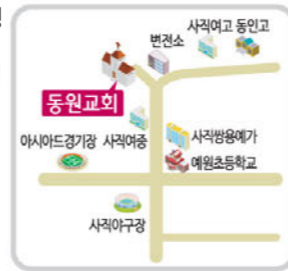 사직여고 동인고
변전소
동원교회
아시아드경기장 사직여중
사직쌍용예가
예원초등학교
사직야구장